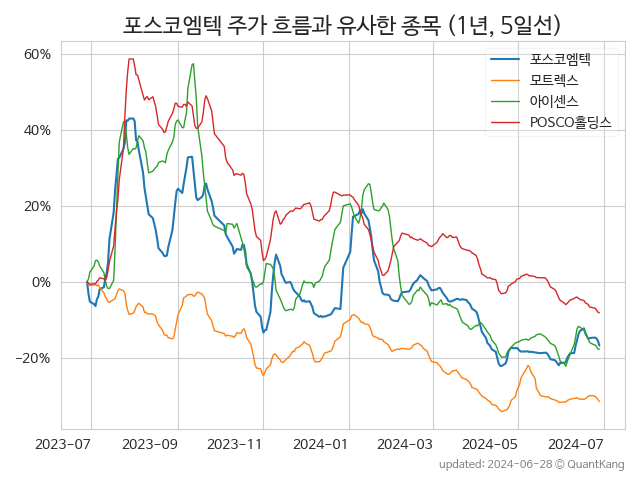 포스코엠텍 주가 흐름과 유사한 종목 (1년, 5일선)
포스코엠텍
모트렉스
아이센스
POSCO홀딩스
60%
40%
20%
0%
−20%
2023-07 2023-09 2023-11 2024-01 2024-03 2024-05 2024-07
updated: 2024-06-28 © QuantKang